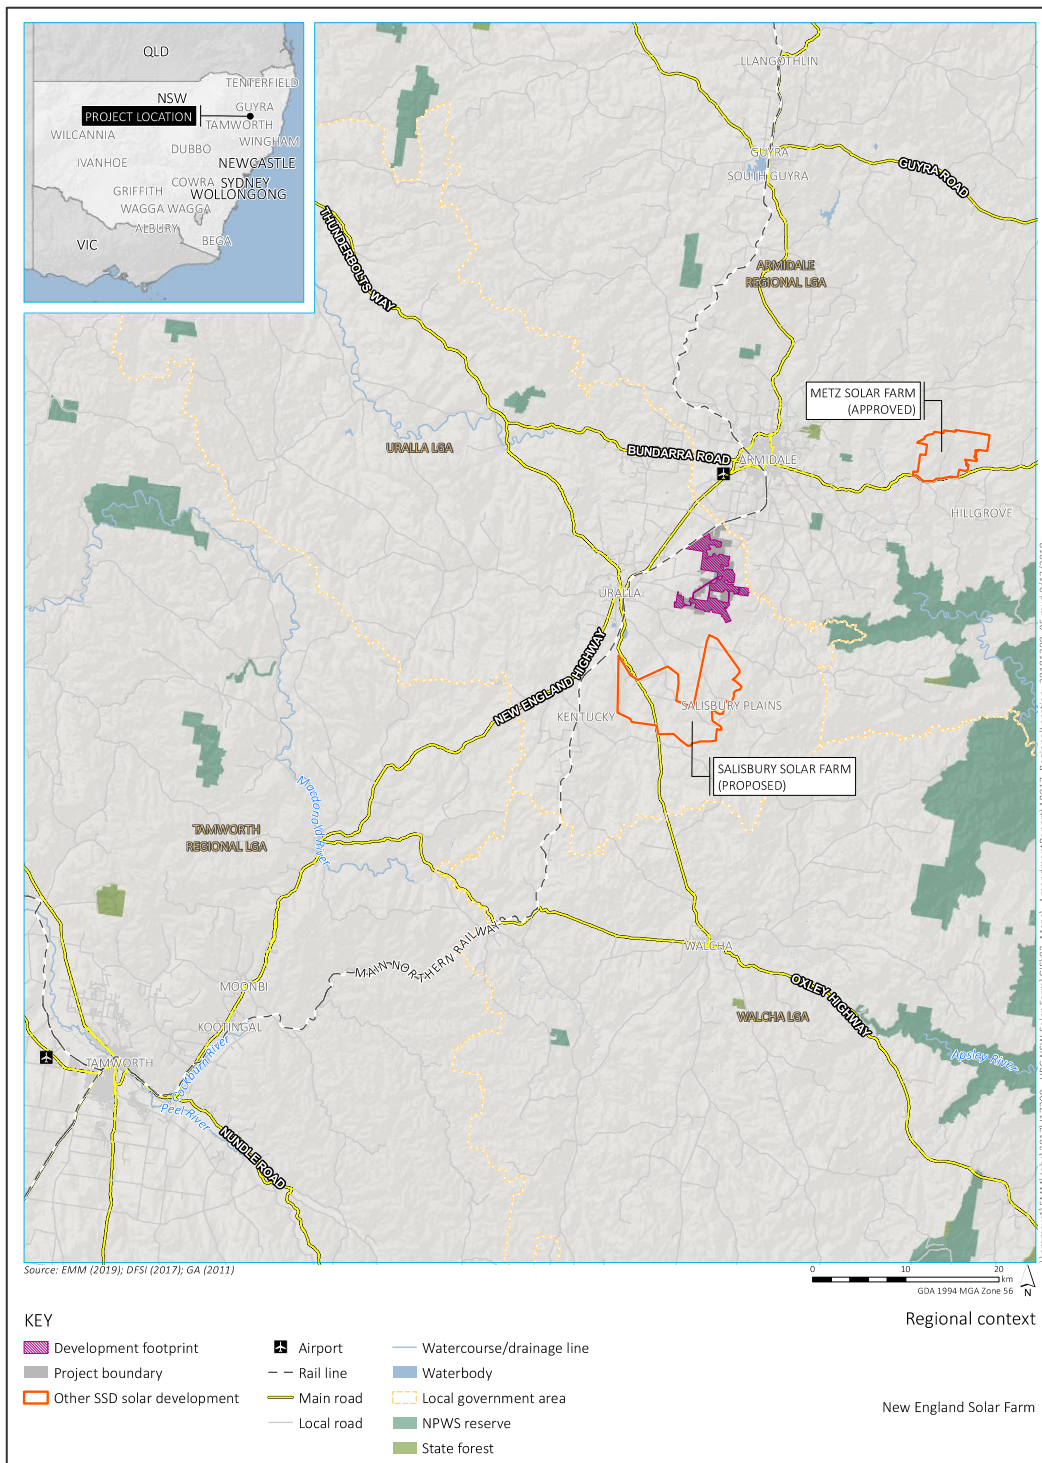 QLD
TENTERFIELD
NSW
GUYRA
PROJECT LOCATION
TAMWORTH
WILCANNIA
WINGHAM
DUBBO
IVANHOE
NEWCASTLE
COWRA
SYDNEY
GRIFFITH
WOLLONGONG
WAGGA WAGGA
ALBURY
VIC
BEGA
LLANGOTHLIN
GUYRA
SOUTH GUYRA
GUYRA ROAD
THUNDERBOLTS WAY
ARMIDALE
REGIONAL LGA
METZ SOLAR FARM
(APPROVED)
URALLA LGA
BUNDARRA ROAD
ARMIDALE
HILLGROVE
URALLA
NEW ENGLAND HIGHWAY
KENTUCKY
SALISBURY PLAINS
SALISBURY SOLAR FARM
(PROPOSED)
Macdonald River
TAMWORTH
REGIONAL LGA
MAIN NORTHERN RAILWAY
WALCHA
MOONBI
OXLEY HIGHWAY
WALCHA LGA
KOOTINGAL
Apsley River
TAMWORTH
Cockburn River
Peel River
NUNDLE ROAD
Source: EMM (2019); DFSI (2017); GA (2011)
0 10 20
km
GDA 1994 MGA Zone 56
N
KEY
Regional context
Development footprint
Project boundary
Other SSD solar development
Airport
Rail line
Main road
Local road
Watercourse/drainage line
Waterbody
Local government area
NPWS reserve
State forest
New England Solar Farm